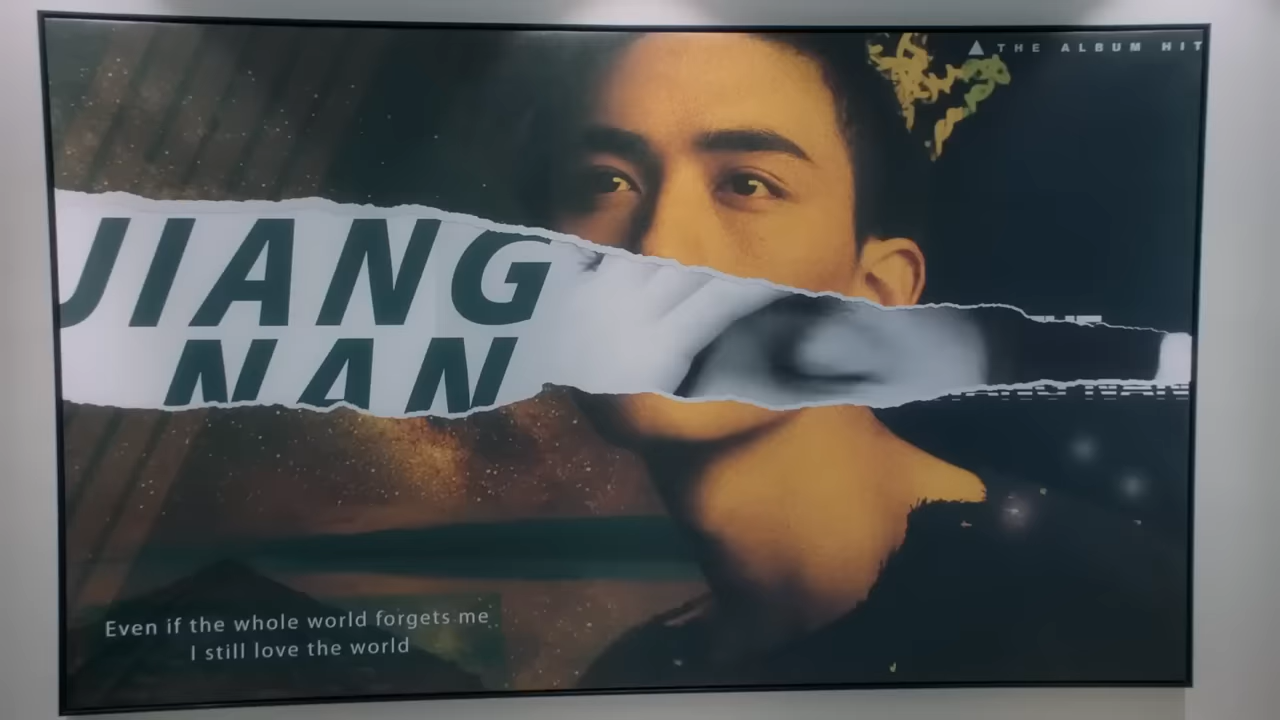 THE ALBUM HIT
JIANG
NAN
Even if the whole world forgets me
I still love the world